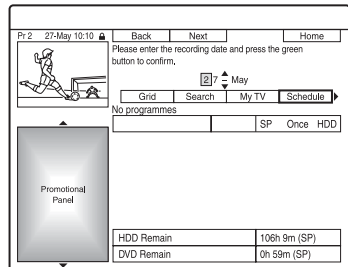 Pr 2 27-May 10:10 Back Next Home
Please enter the recording date and press the green
button to confirm.
27 May
Grid Search My TV Schedule
No programmes
SP Once HDD
Promotional
Panel
HDD Remain 106h 9m (SP)
DVD Remain 0h 59m (SP)